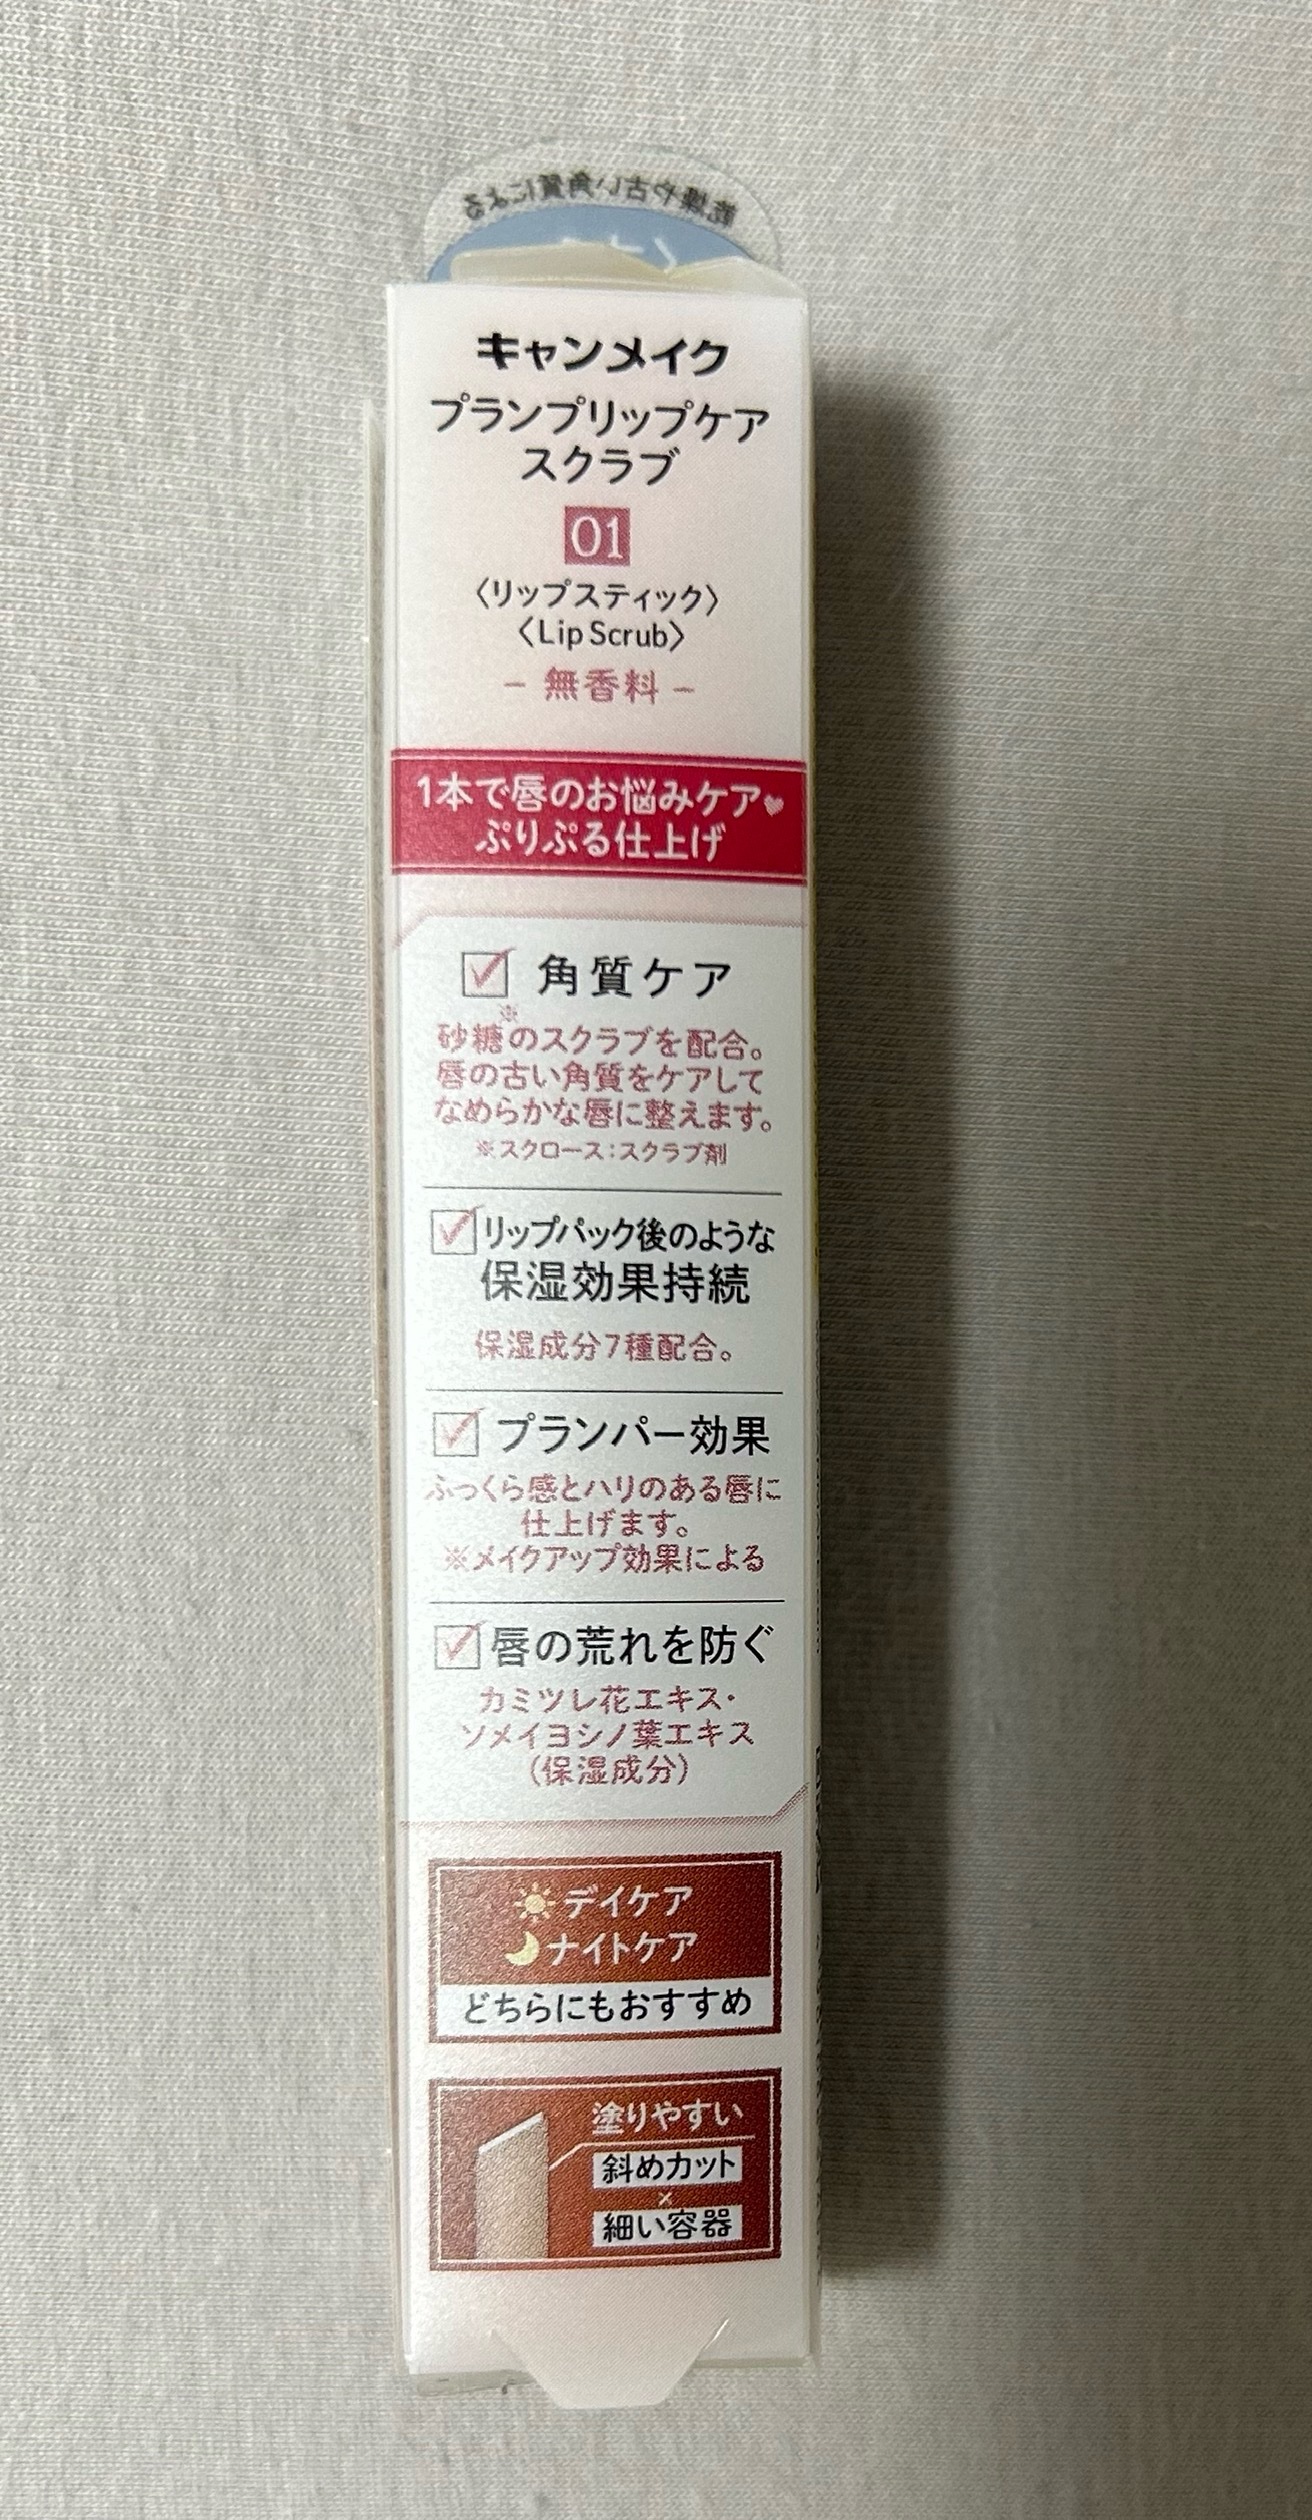 乾燥や古い角質による
キャンメイク
プランプリップケア
スクラブ
01
〈リップスティック〉
〈Lip Scrub〉
– 無香料 –
1本で唇のお悩みケア♥
ぷりぷる仕上げ
角質ケア
砂糖※のスクラブを配合。
唇の古い角質をケアして
なめらかな唇に整えます。
※スクロース：スクラブ剤
リップパック後のような
保湿効果持続
保湿成分7種配合。
プランパー効果
ふっくら感とハリのある唇に
仕上げます。
※メイクアップ効果による
唇の荒れを防ぐ
カミツレ花エキス・
ソメイヨシノ葉エキス
（保湿成分）
デイケア
ナイトケア
どちらにもおすすめ
塗りやすい
斜めカット
×
細い容器